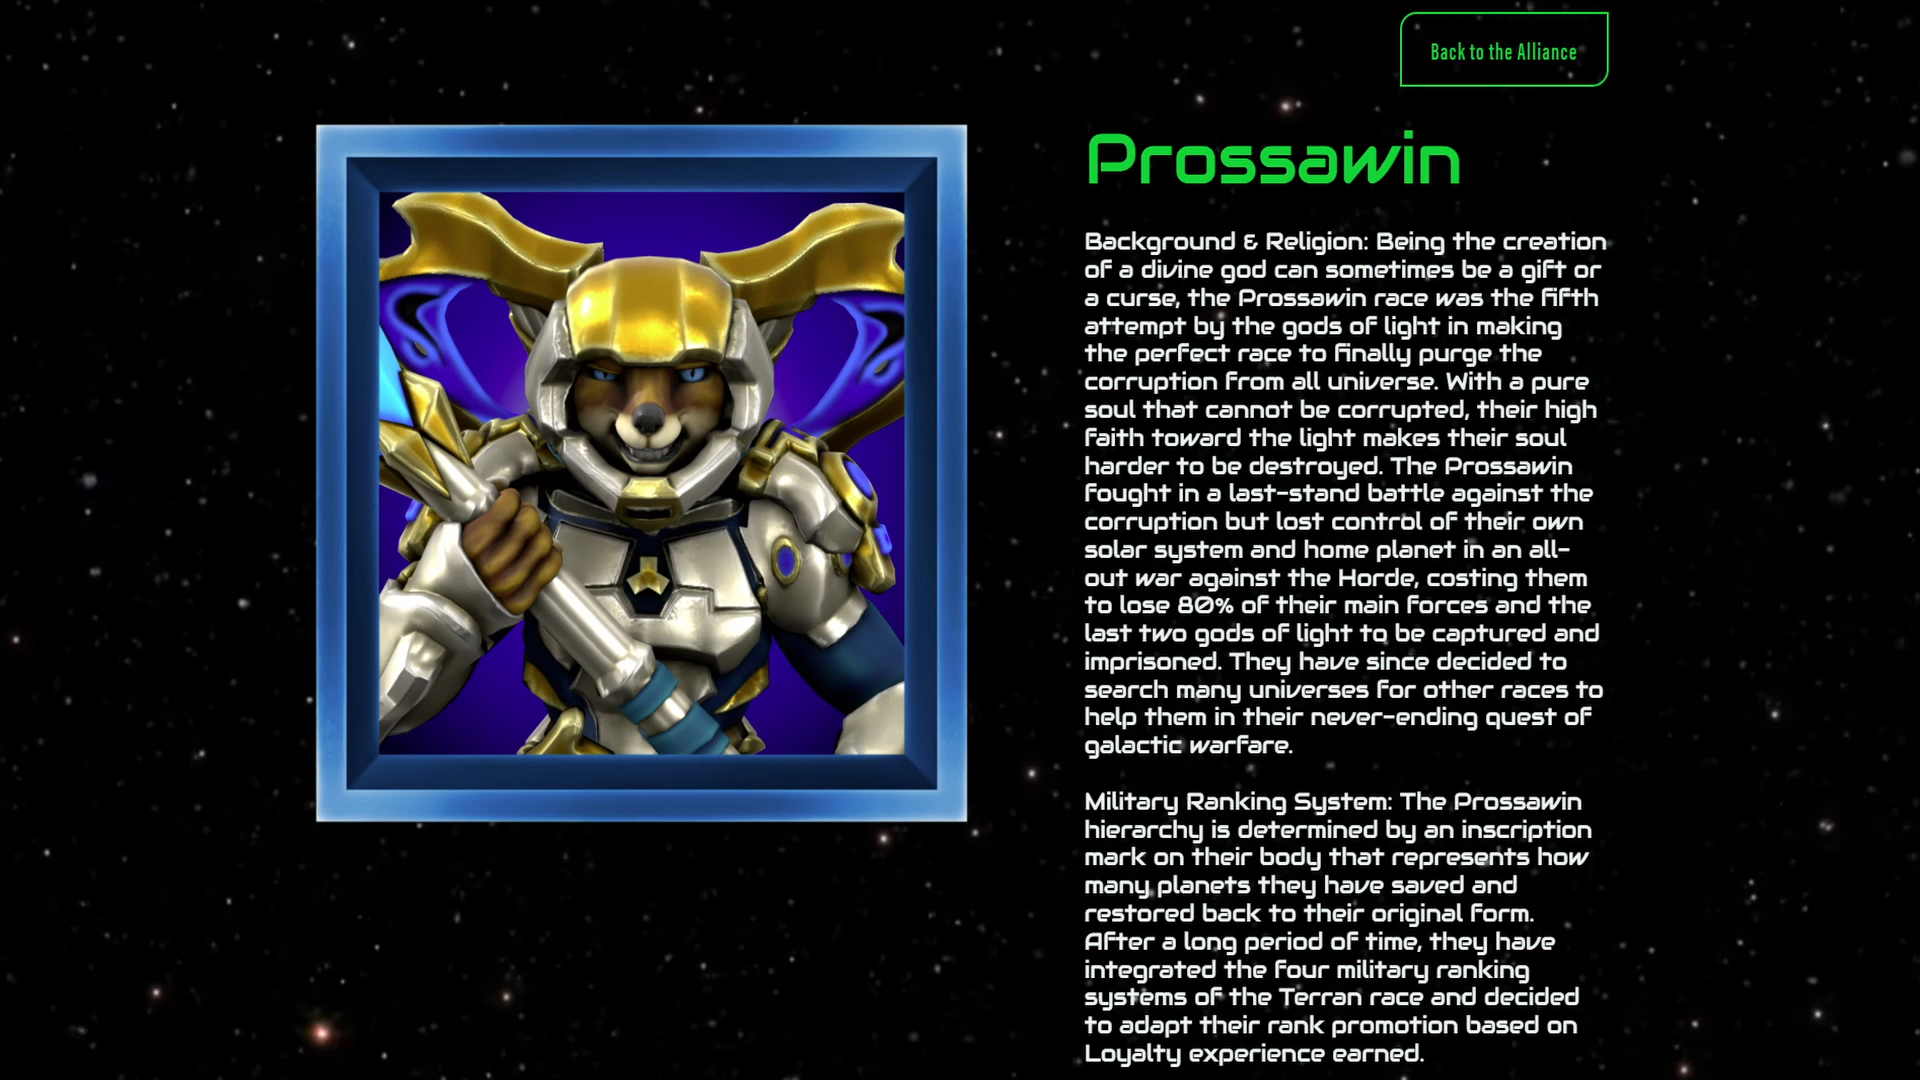 Back to the Alliance
Prossawin
Background & Religion: Being the creation
of a divine god can sometimes be a gift or
a curse, the Prossawin race was the fifth
attempt by the gods of light in making
the perfect race to finally purge the
corruption from all universe. With a pure
soul that cannot be corrupted, their high
faith toward the light makes their soul
harder to be destroyed. The Prossawin
fought in a last-stand battle against the
corruption but lost control of their own
solar system and home planet in an all-
out war against the Horde, costing them
to lose 80% of their main forces and the
last two gods of light to be captured and
imprisoned. They have since decided to
search many universes for other races to
help them in their never-ending quest of
galactic warfare.
Military Ranking System: The Prossawin
hierarchy is determined by an inscription
mark on their body that represents how
many planets they have saved and
restored back to their original form.
After a long period of time, they have
integrated the four military ranking
systems of the Terran race and decided
to adapt their rank promotion based on
Loyalty experience earned.